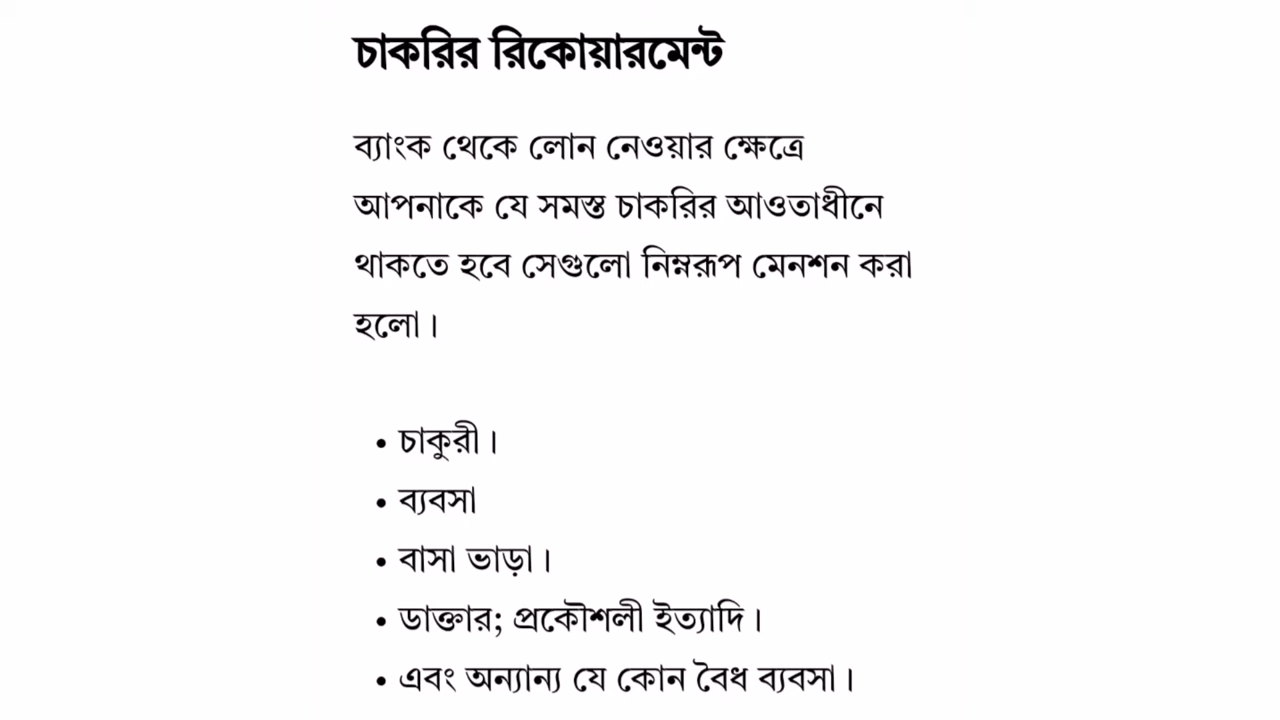 চাকরির রিকোয়ারমেন্ট
ব্যাংক থেকে লোন নেওয়ার ক্ষেত্রে
আপনাকে যে সমস্ত চাকরির আওতাধীনে
থাকতে হবে সেগুলো নিম্নরূপ মেনশন করা
হলো।
• চাকুরী।
• ব্যবসা
• বাসা ভাড়া।
• ডাক্তার; প্রকৌশলী ইত্যাদি।
• এবং অন্যান্য যে কোন বৈধ ব্যবসা।